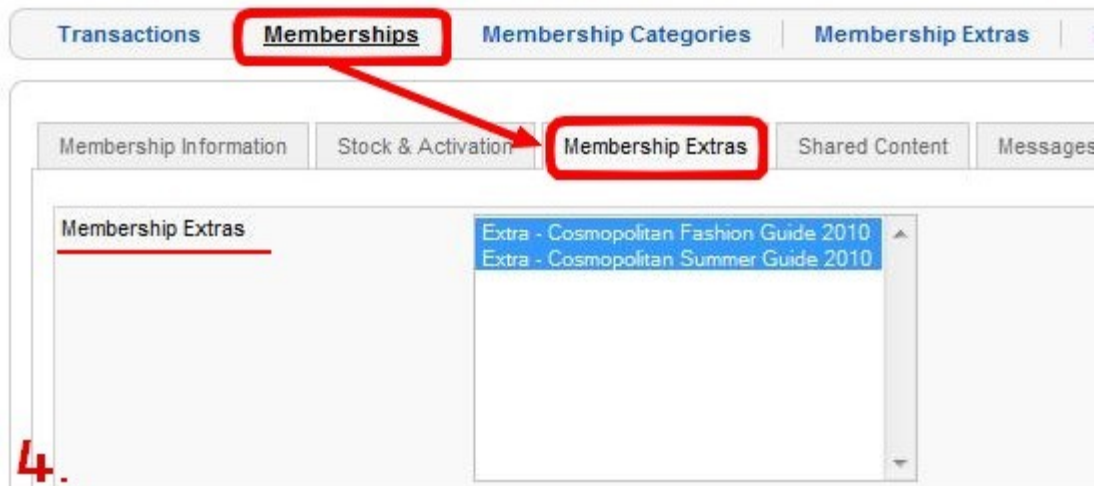 Transactions Memberships Membership Categories Membership Extras
Membership Information Stock & Activation Membership Extras Shared Content Messages
Membership Extras
Extra - Cosmopolitan Fashion Guide 2010
Extra - Cosmopolitan Summer Guide 2010
4.